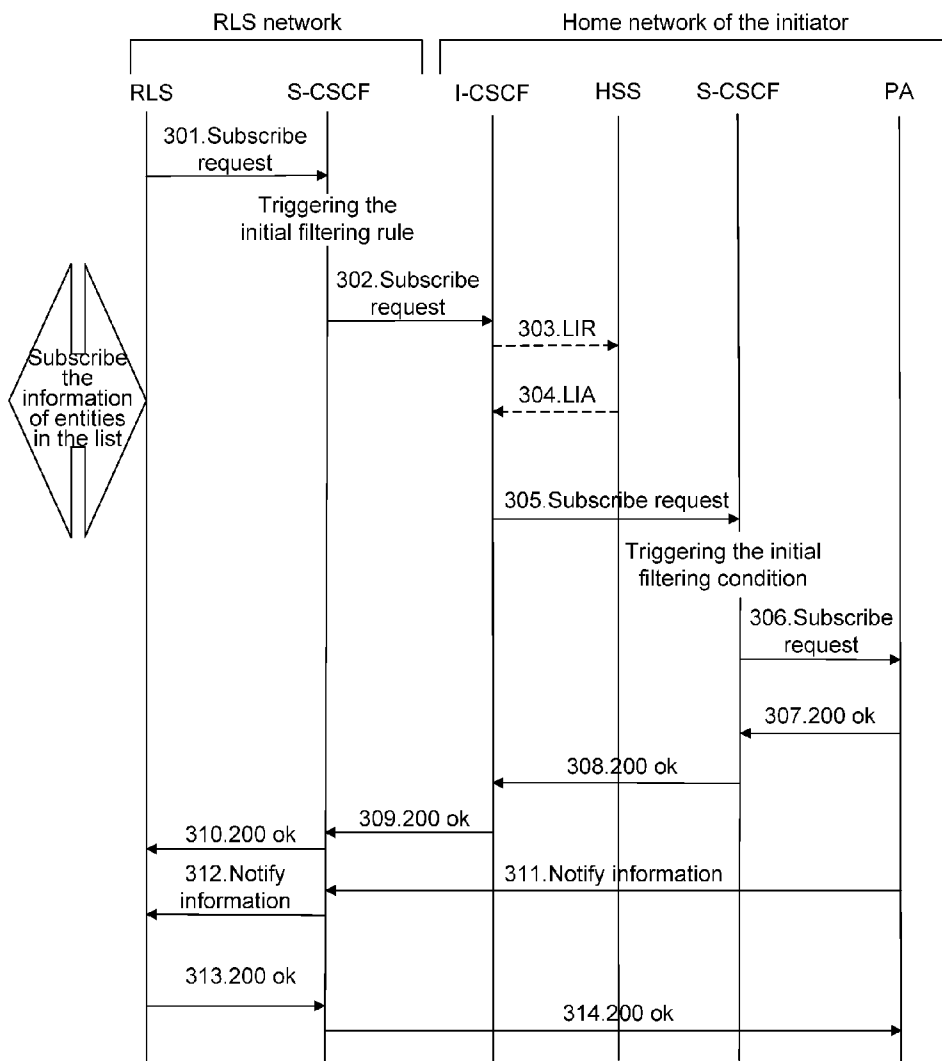 RLS network
Home network of the initiator
RLS
S-CSCF
I-CSCF
HSS
S-CSCF
PA
301.Subscribe
request
Triggering the
initial filtering rule
302.Subscribe
request
303.LIR
Subscribe
the
information
of entities
in the list
304.LIA
305.Subscribe request
Triggering the initial
filtering condition
306.Subscribe
request
307.200 ok
308.200 ok
309.200 ok
310.200 ok
312.Notify
information
311.Notify information
313.200 ok
314.200 ok